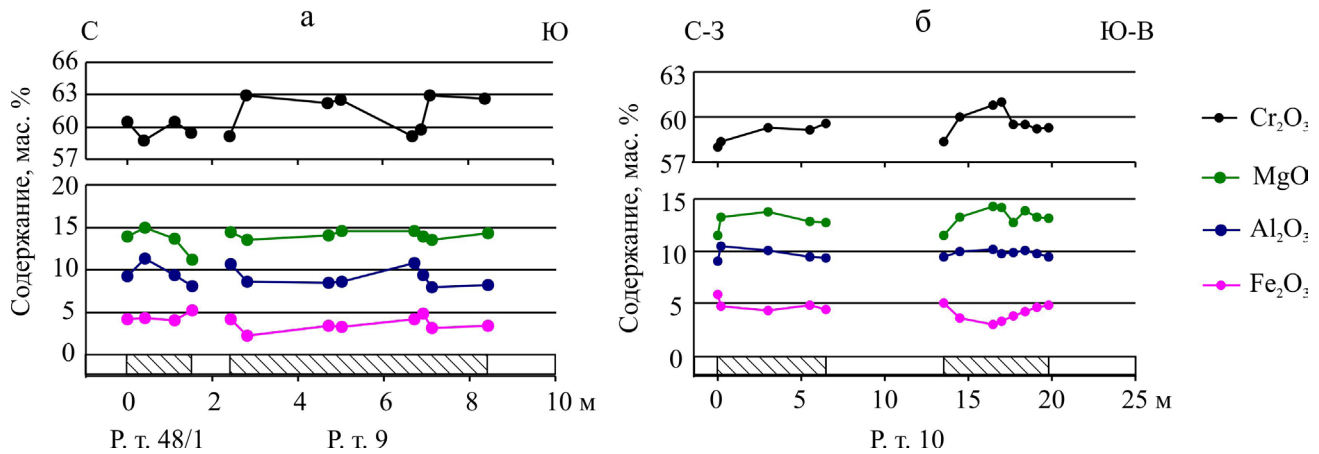 а
б
С
Ю
С-З
Ю-В
Содержание, мас. %
66
63
60
57
20
15
10
5
0
0
2
4
6
8
10 м
Р. т. 48/1
Р. т. 9
Содержание, мас. %
63
60
57
15
10
5
0
0
5
10
15
20
25 м
Р. т. 10
Cr₂O₃
MgO
Al₂O₃
Fe₂O₃